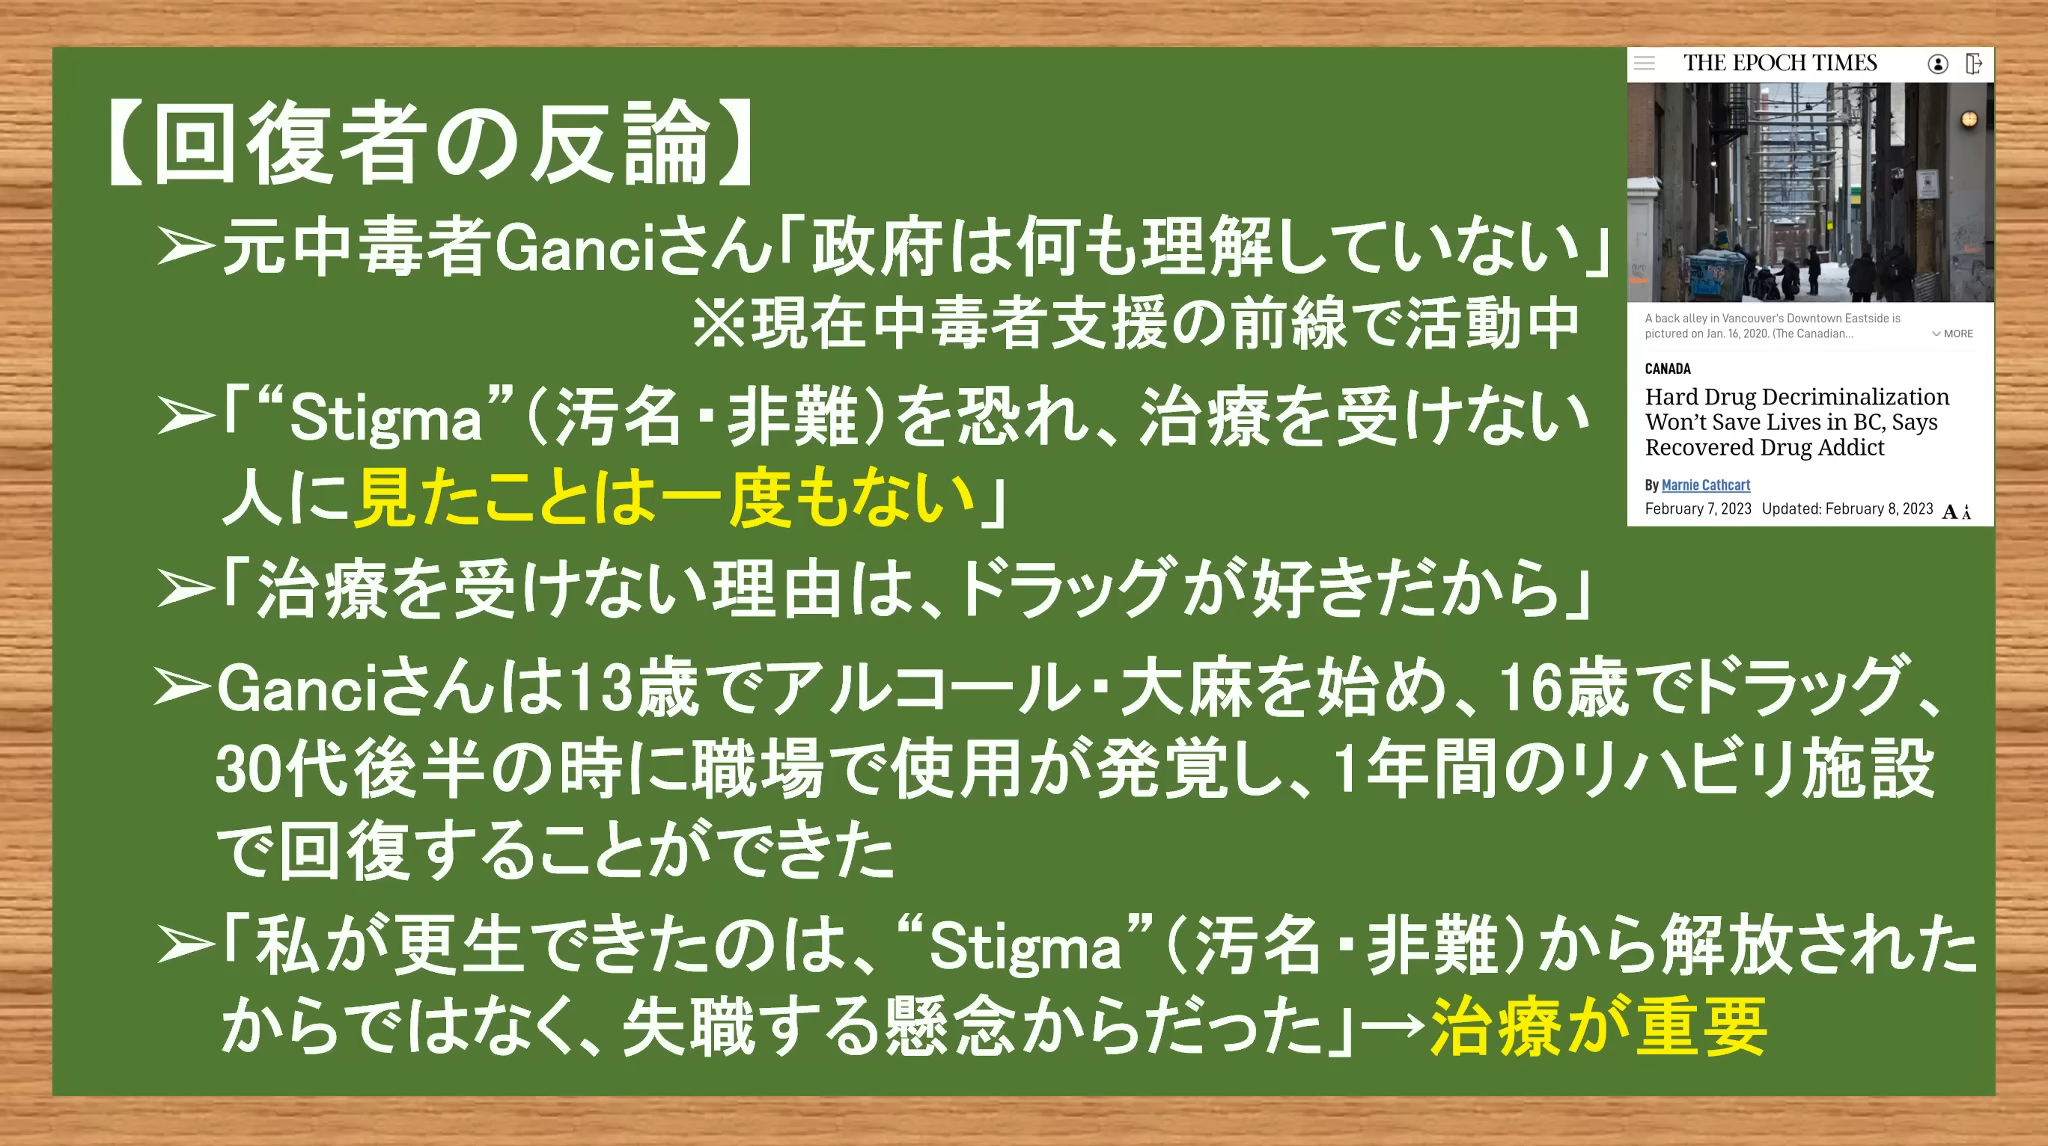 【回復者の反論】
➢元中毒者Ganciさん「政府は何も理解していない」
※現在中毒者支援の前線で活動中
➢「“Stigma”（汚名・非難）を恐れ、治療を受けない
人に見たことは一度もない」
➢「治療を受けない理由は、ドラッグが好きだから」
➢Ganciさんは13歳でアルコール・大麻を始め、16歳でドラッグ、
30代後半の時に職場で使用が発覚し、1年間のリハビリ施設
で回復することができた
➢「私が更生できたのは、“Stigma”（汚名・非難）から解放された
からではなく、失職する懸念からだった」→治療が重要
THE EPOCH TIMES
A back alley in Vancouver's Downtown Eastside is
pictured on Jan. 16, 2020. (The Canadian...
MORE
CANADA
Hard Drug Decriminalization
Won’t Save Lives in BC, Says
Recovered Drug Addict
By Marnie Cathcart
February 7, 2023 Updated: February 8, 2023 A A